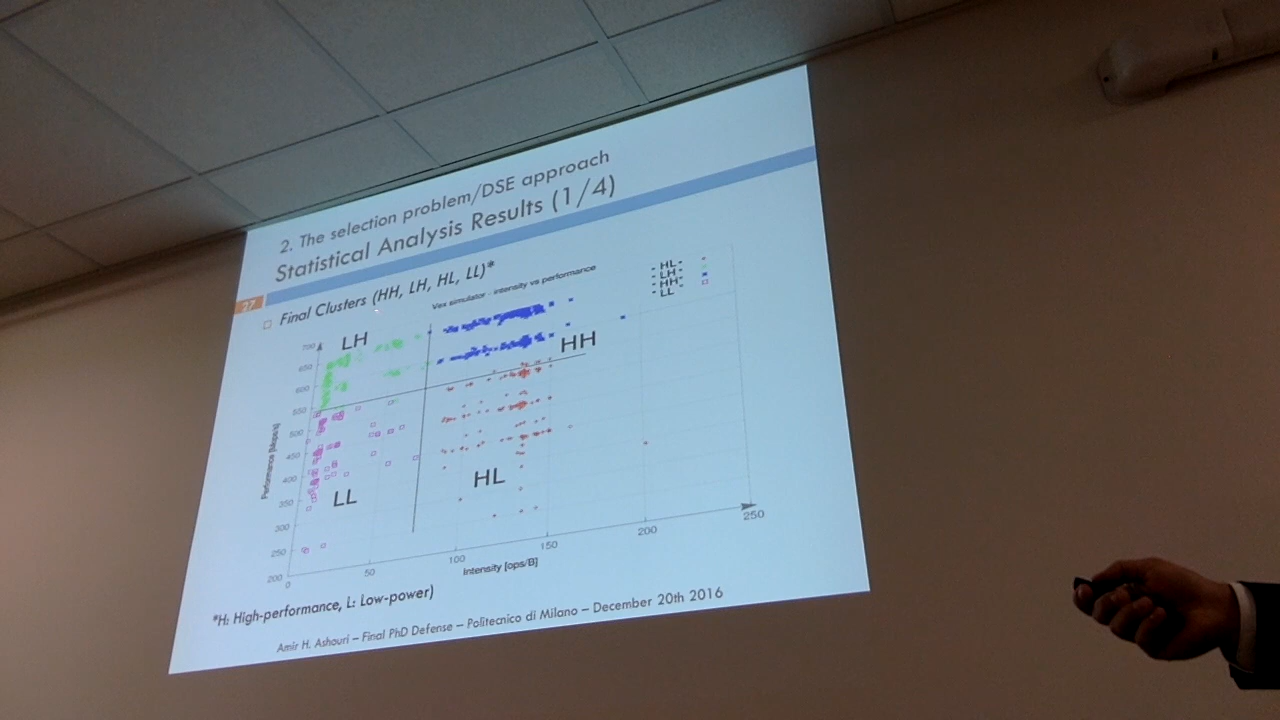 2. The selection problem/DSE approach
Statistical Analysis Results (1/4)
27
Final Clusters (HH, LH, HL, LL)*
Vex simulator - intensity vs performance
HL
LH
HH
LL
LH
HH
HL
LL
Performance [Mops/s]
700
650
600
550
500
450
400
350
300
250
200
0
50
100
150
200
250
Intensity [ops/B]
*H: High-performance, L: Low-power)
Amir H. Ashouri – Final PhD Defense – Politecnico di Milano – December 20th 2016